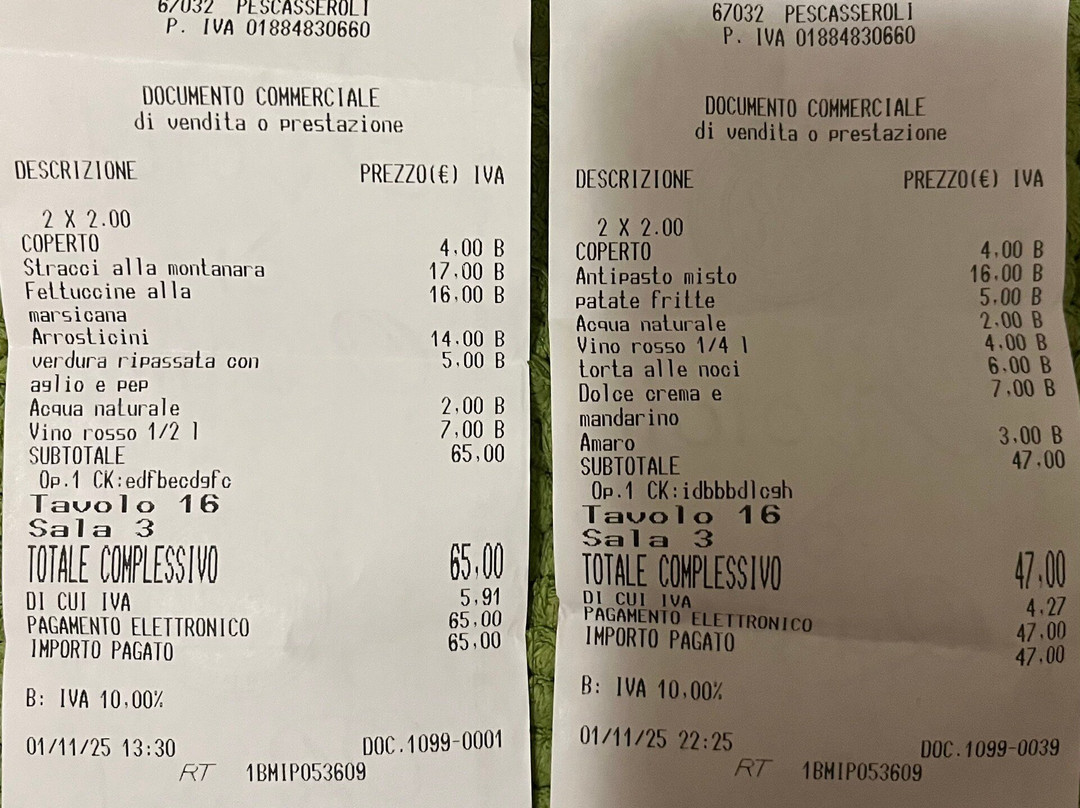 67032 PESCASSEROLI
P. IVA 01884830660
DOCUMENTO COMMERCIALE
di vendita o prestazione
DESCRIZIONE PREZZO(€) IVA
2 X 2.00
COPERTO 4,00 B
Stracci alla montanara 17,00 B
Fettuccine alla 16,00 B
marsicana
Arrosticini 14,00 B
verdura ripassata con 5,00 B
aglio e pep
Acqua naturale 2,00 B
Vino rosso 1/2 l 7,00 B
SUBTOTALE 65,00
Op.1 CK:edfbecdgfc
Tavolo 16
Sala 3
TOTALE COMPLESSIVO 65,00
DI CUI IVA 5,91
PAGAMENTO ELETTRONICO 65,00
IMPORTO PAGATO 65,00
B: IVA 10,00%
01/11/25 13:30 DOC.1099-0001
RT 1BMIP053609
67032 PESCASSEROLI
P. IVA 01884830660
DOCUMENTO COMMERCIALE
di vendita o prestazione
DESCRIZIONE PREZZO(€) IVA
2 X 2.00
COPERTO 4,00 B
Antipasto misto 16,00 B
patate fritte 5,00 B
Acqua naturale 2,00 B
Vino rosso 1/4 l 4,00 B
torta alle noci 6,00 B
Dolce crema e 7,00 B
mandarino
Amaro 3,00 B
SUBTOTALE 47,00
Op.1 CK:idbbbdlcgh
Tavolo 16
Sala 3
TOTALE COMPLESSIVO 47,00
DI CUI IVA 4,27
PAGAMENTO ELETTRONICO 47,00
IMPORTO PAGATO 47,00
B: IVA 10,00%
01/11/25 22:25 DOC.1099-0039
RT 1BMIP053609